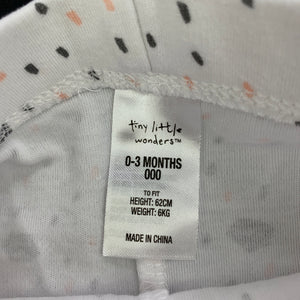 tiny little
wonders™
0-3 MONTHS
000
TO FIT
HEIGHT: 62CM
WEIGHT: 6KG
MADE IN CHINA